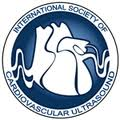 INTERNATIONAL SOCIETY OF
CARDIOVASCULAR ULTRASOUND